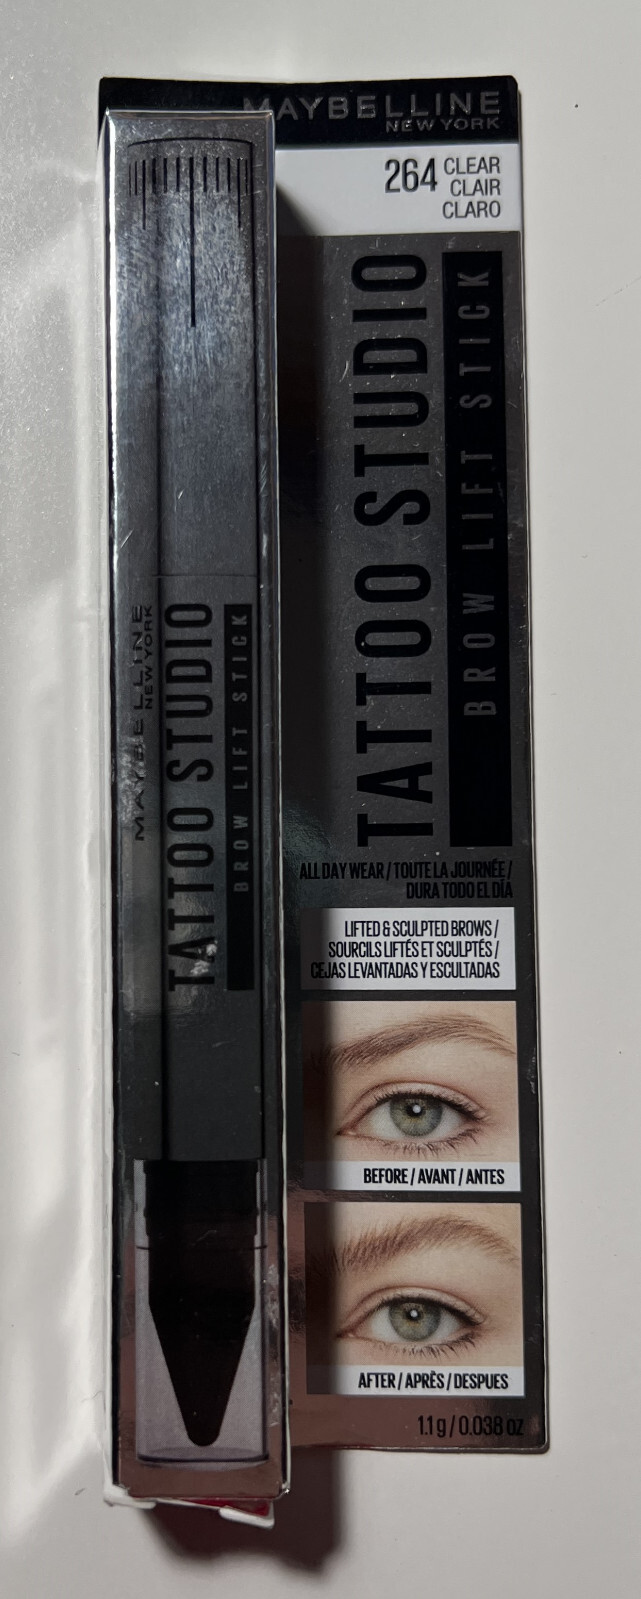 MAYBELLINE
NEW YORK
264 CLEAR
CLAIR
CLARO
TATTOO STUDIO
BROW LIFT STICK
MAYBELLINE
NEW YORK
TATTOO STUDIO
BROW LIFT STICK
ALL DAY WEAR / TOUTE LA JOURNÉE /
DURA TODO EL DÍA
LIFTED & SCULPTED BROWS /
SOURCILS LIFTÉS ET SCULPTÉS /
CEJAS LEVANTADAS Y ESCULTADAS
BEFORE / AVANT / ANTES
AFTER / APRÈS / DESPUES
1.1 g / 0.038 oz